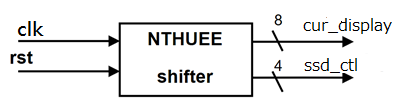 clk
rst
NTHUEE
shifter
8
cur_display
4
ssd_ctl